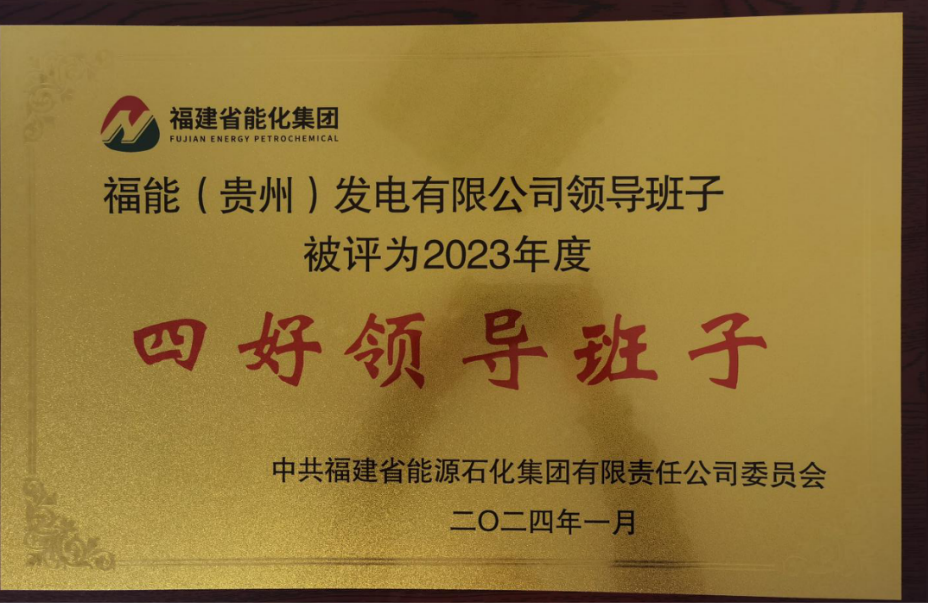 福建省能化集团
FUJIAN ENERGY PETROCHEMICAL
福能（贵州）发电有限公司领导班子
被评为2023年度
四好领导班子
中共福建省能源石化集团有限责任公司委员会
二〇二四年一月